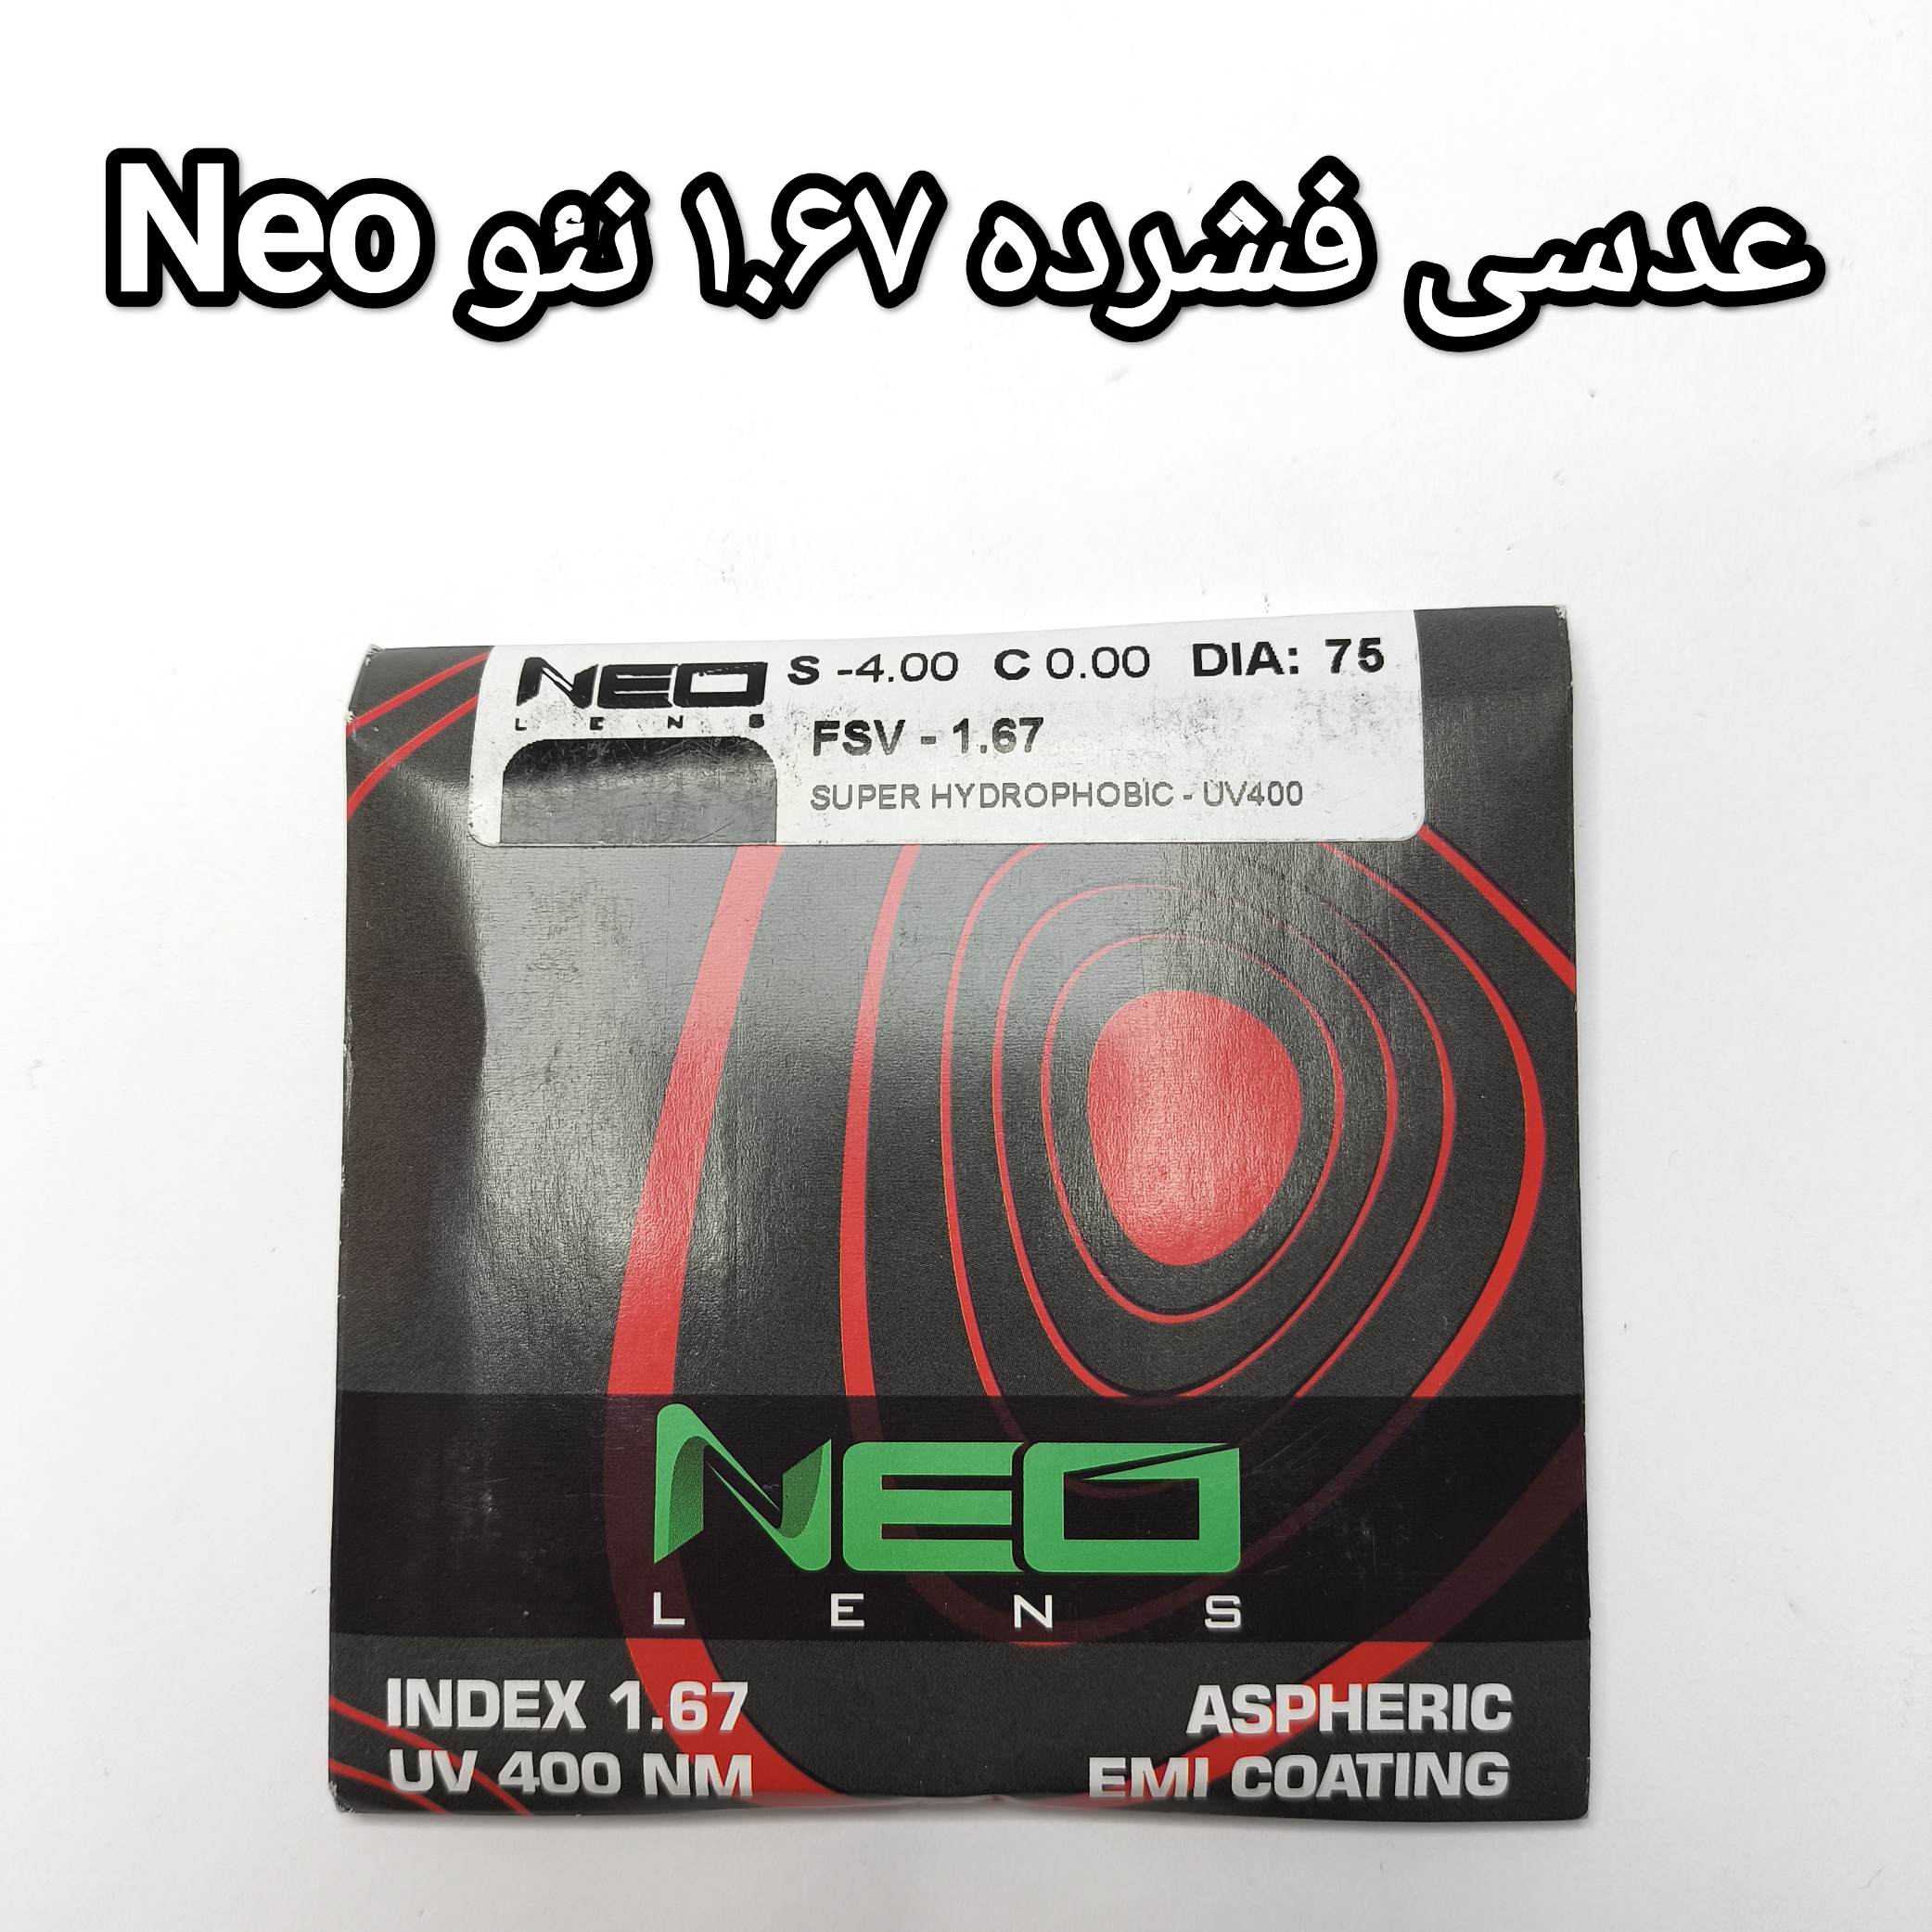 عدسی فشرده ۱.۶۷ نئو Neo
NEO S -4.00 C 0.00 DIA: 75
LENS
FSV - 1.67
SUPER HYDROPHOBIC - UV400
NEO
LENS
INDEX 1.67 ASPHERIC
UV 400 NM EMI COATING